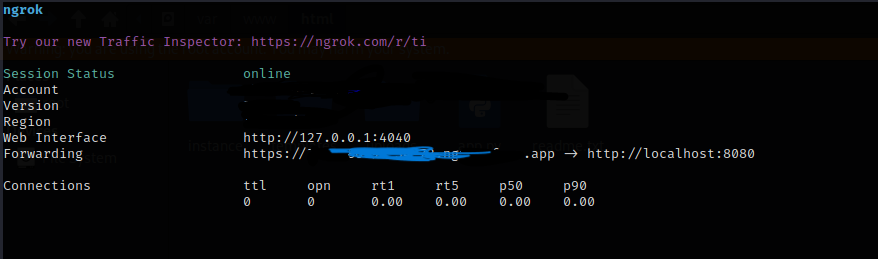 ngrok
Try our new Traffic Inspector: https://ngrok.com/r/ti
Session Status online
Account
Version
Region
Web Interface http://127.0.0.1:4040
Forwarding https:// .app -> http://localhost:8080
Connections ttl opn rt1 rt5 p50 p90
0 0 0.00 0.00 0.00 0.00